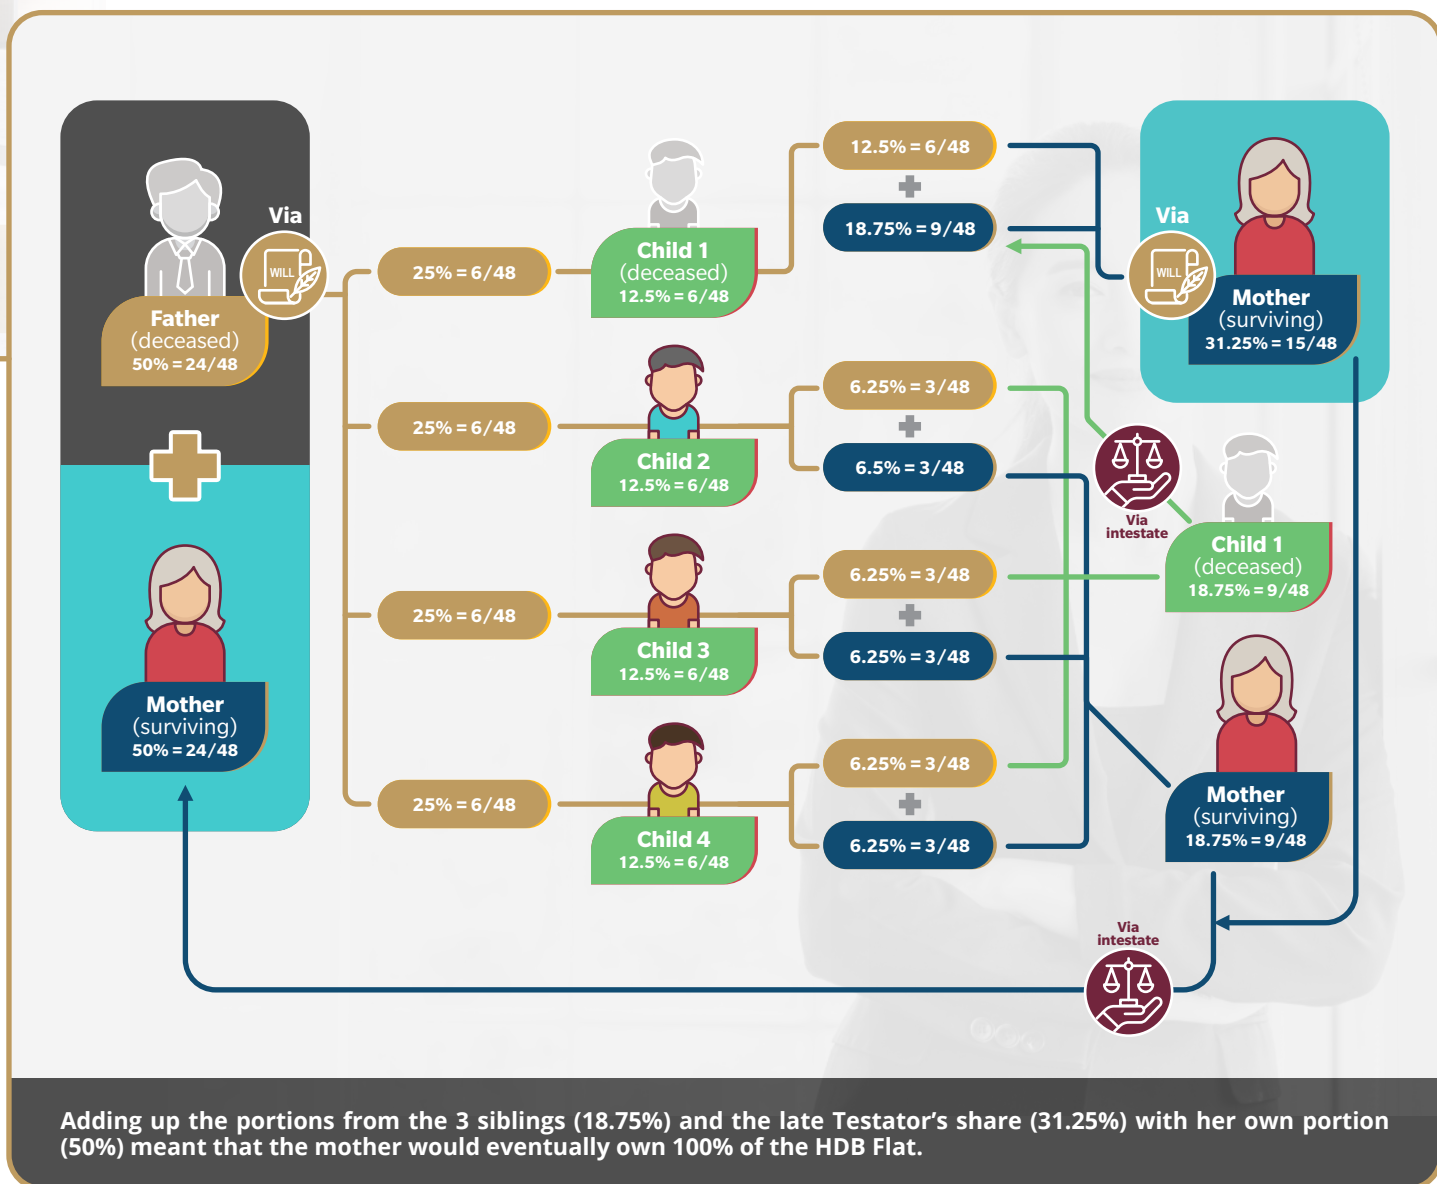 Via
WILL
Father
(deceased)
50% = 24/48
Mother
(surviving)
50% = 24/48
25% = 6/48
25% = 6/48
25% = 6/48
25% = 6/48
Child 1
(deceased)
12.5% = 6/48
Child 2
12.5% = 6/48
Child 3
12.5% = 6/48
Child 4
12.5% = 6/48
12.5% = 6/48
18.75% = 9/48
6.25% = 3/48
6.5% = 3/48
6.25% = 3/48
6.25% = 3/48
6.25% = 3/48
6.25% = 3/48
Via
WILL
Mother
(surviving)
31.25% = 15/48
Via
intestate
Child 1
(deceased)
18.75% = 9/48
Mother
(surviving)
18.75% = 9/48
Via
intestate
Adding up the portions from the 3 siblings (18.75%) and the late Testator’s share (31.25%) with her own portion
(50%) meant that the mother would eventually own 100% of the HDB Flat.